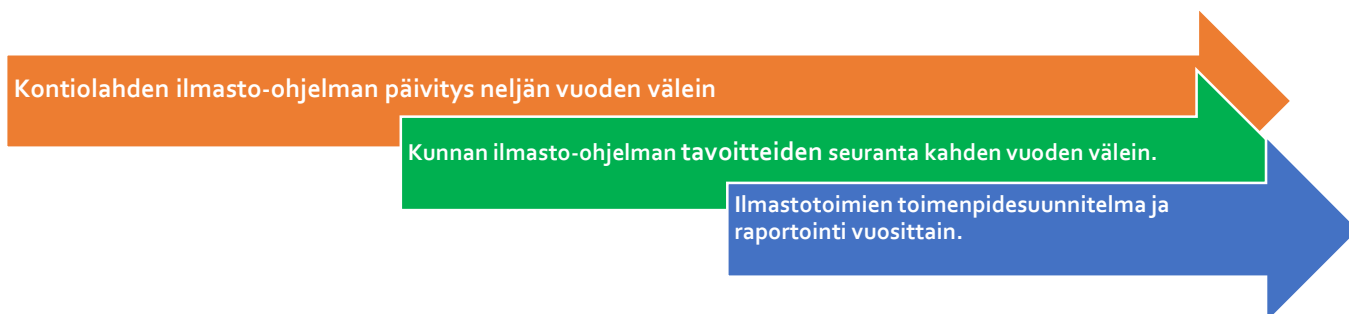 Kontiolahden ilmasto-ohjelman päivitys neljän vuoden välein
Kunnan ilmasto-ohjelman tavoitteiden seuranta kahden vuoden välein.
Ilmastotoimien toimenpidesuunnitelma ja
raportointi vuosittain.